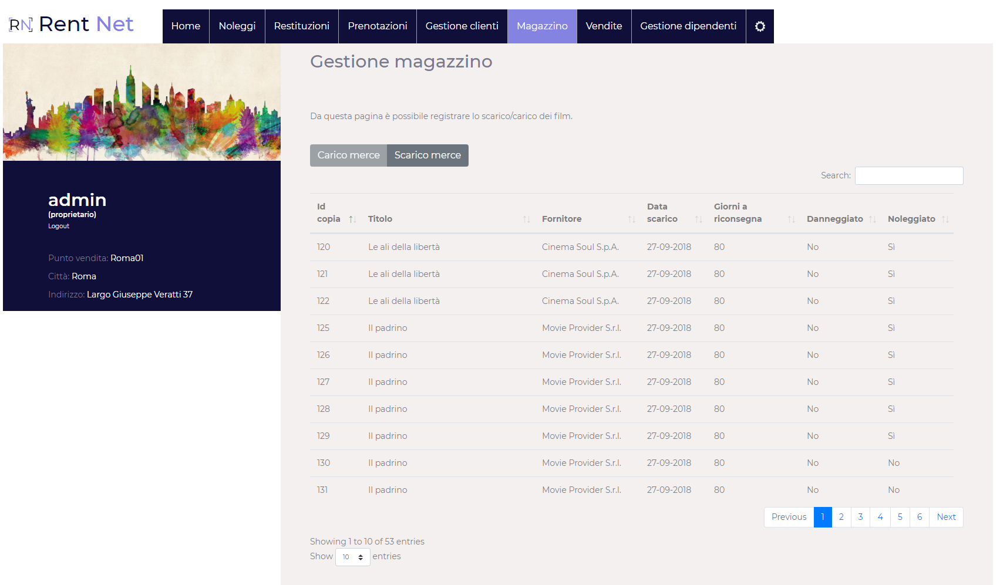 RN Rent Net
Home Noleggi Restituzioni Prenotazioni Gestione clienti Magazzino Vendite Gestione dipendenti
admin
(proprietario)
Logout
Punto vendita: Roma01
Città: Roma
Indirizzo: Largo Giuseppe Veratti 37
Gestione magazzino
Da questa pagina è possibile registrare lo scarico/carico dei film.
Carico merce Scarico merce
Search:
Id copia Titolo Fornitore Data scarico Giorni a riconsegna Danneggiato Noleggiato
120 Le ali della libertà Cinema Soul S.p.A. 27-09-2018 80 No Sì
121 Le ali della libertà Cinema Soul S.p.A. 27-09-2018 80 No Sì
122 Le ali della libertà Cinema Soul S.p.A. 27-09-2018 80 No Sì
125 Il padrino Movie Provider S.r.l. 27-09-2018 80 No Sì
126 Il padrino Movie Provider S.r.l. 27-09-2018 80 No Sì
127 Il padrino Movie Provider S.r.l. 27-09-2018 80 No Sì
128 Il padrino Movie Provider S.r.l. 27-09-2018 80 No Sì
129 Il padrino Movie Provider S.r.l. 27-09-2018 80 No Sì
130 Il padrino Movie Provider S.r.l. 27-09-2018 80 No No
131 Il padrino Movie Provider S.r.l. 27-09-2018 80 No No
Previous 1 2 3 4 5 6 Next
Showing 1 to 10 of 53 entries
Show 10 entries